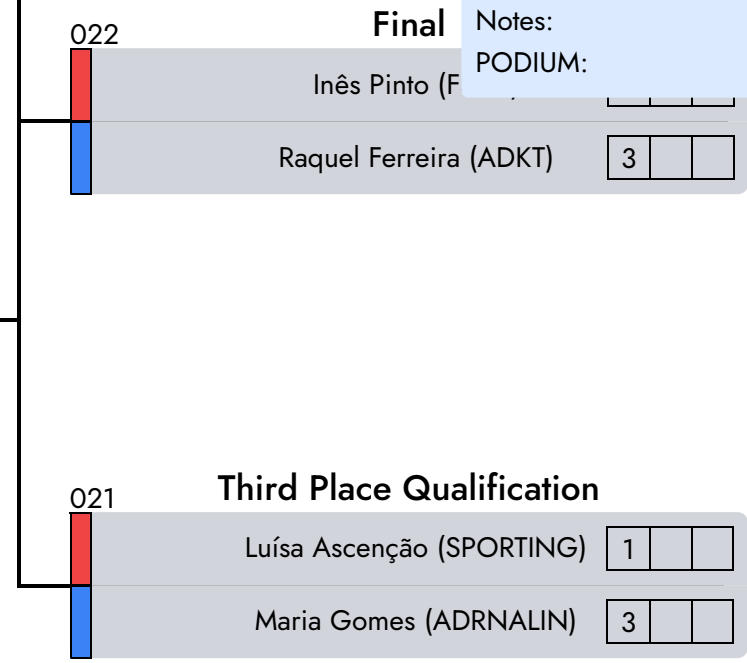 022
Final
Notes:
PODIUM:
Inês Pinto
Raquel Ferreira (ADKT) 3
021
Third Place Qualification
Luísa Ascenção (SPORTING) 1
Maria Gomes (ADRNALIN) 3